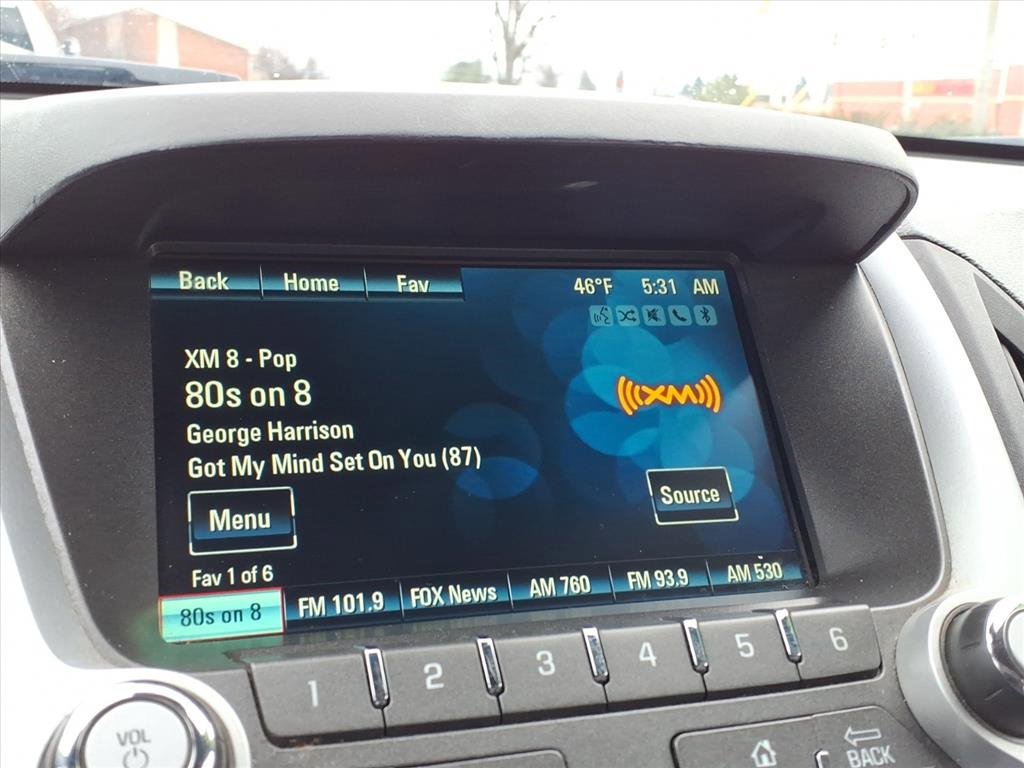 Back Home Fav 46°F 5:31 AM
XM 8 - Pop
80s on 8
XM
George Harrison
Got My Mind Set On You (87)
Menu
Source
Fav 1 of 6
80s on 8 FM 101.9 FOX News AM 760 FM 93.9 AM 530
1 2 3 4 5 6
VOL
BACK